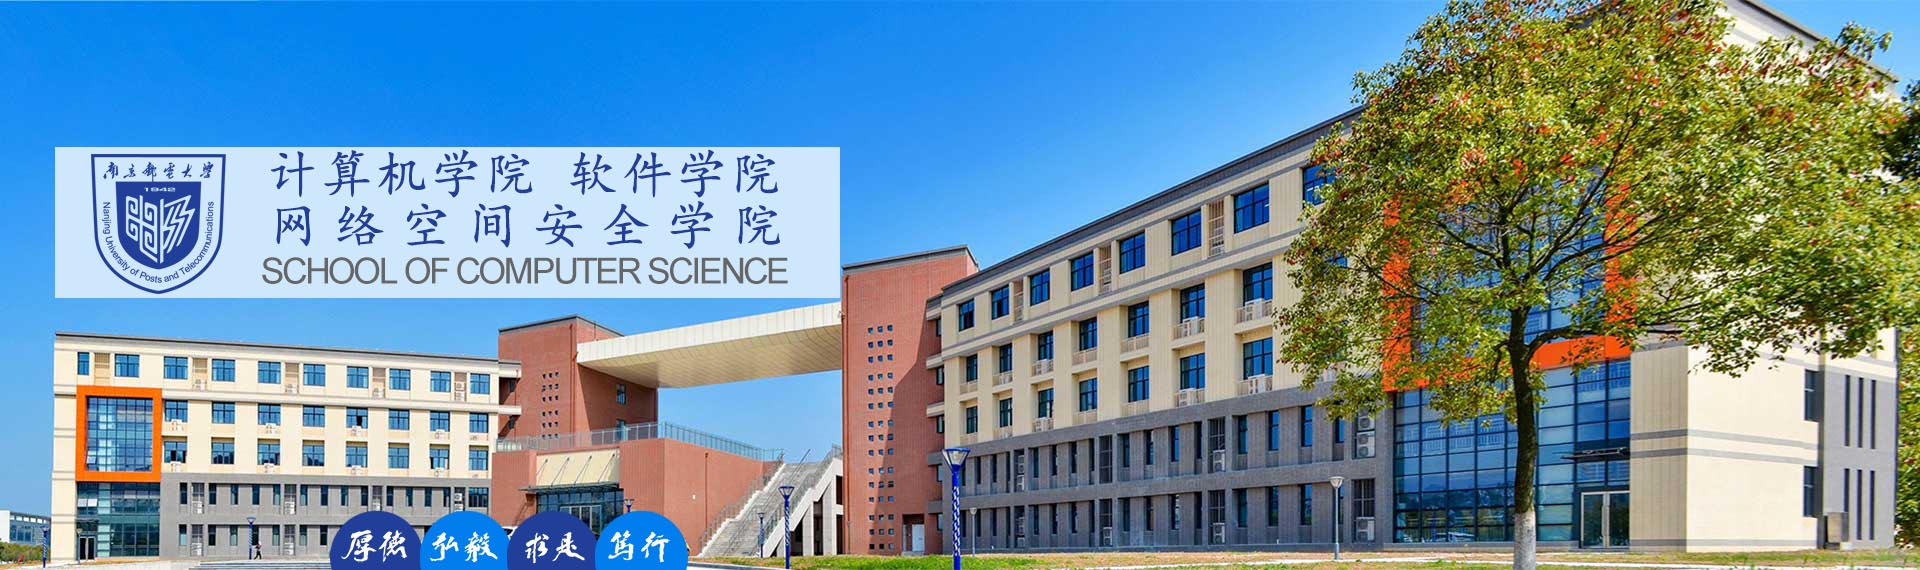 南京邮电大学
1942
Nanjing University of Posts and Telecommunications
计算机学院 软件学院
网络空间安全学院
SCHOOL OF COMPUTER SCIENCE
厚德 弘毅 求是 笃行